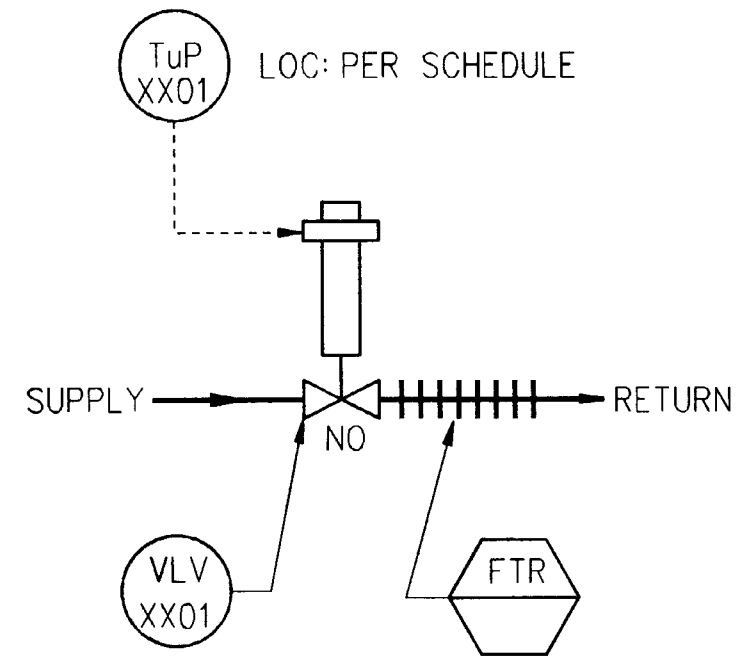 TuP
XX01
LOC: PER SCHEDULE
SUPPLY
RETURN
NO
VLV
XX01
FTR